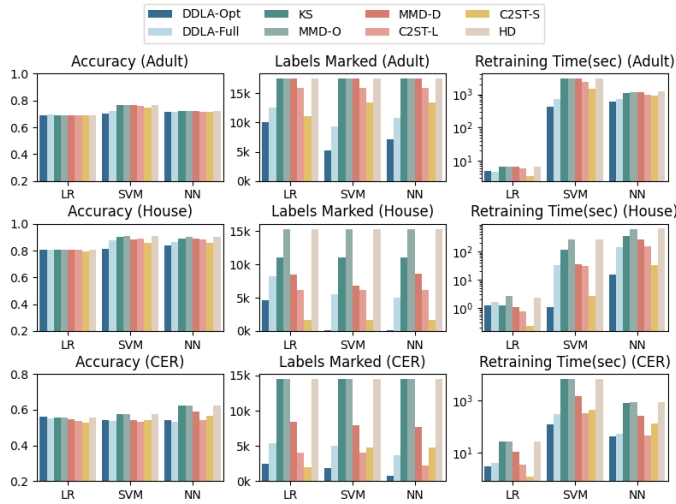 DDLA-Opt KS MMD-D C2ST-S
DDLA-Full MMD-O C2ST-L HD
Accuracy (Adult) Labels Marked (Adult) Retraining Time(sec) (Adult)
1.0 15k 10³
0.8 10k 10²
0.6 5k
0.4 10¹
0.2 0k
LR SVM NN LR SVM NN LR SVM NN
Accuracy (House) Labels Marked (House) Retraining Time(sec) (House)
1.0 15k 10²
0.8 10k
0.6 5k 10⁰
0.4
0.2 0k
LR SVM NN LR SVM NN LR SVM NN
Accuracy (CER) Labels Marked (CER) Retraining Time(sec) (CER)
0.8 15k 10³
0.6 10k
0.4 5k 10¹
0.2 0k
LR SVM NN LR SVM NN LR SVM NN